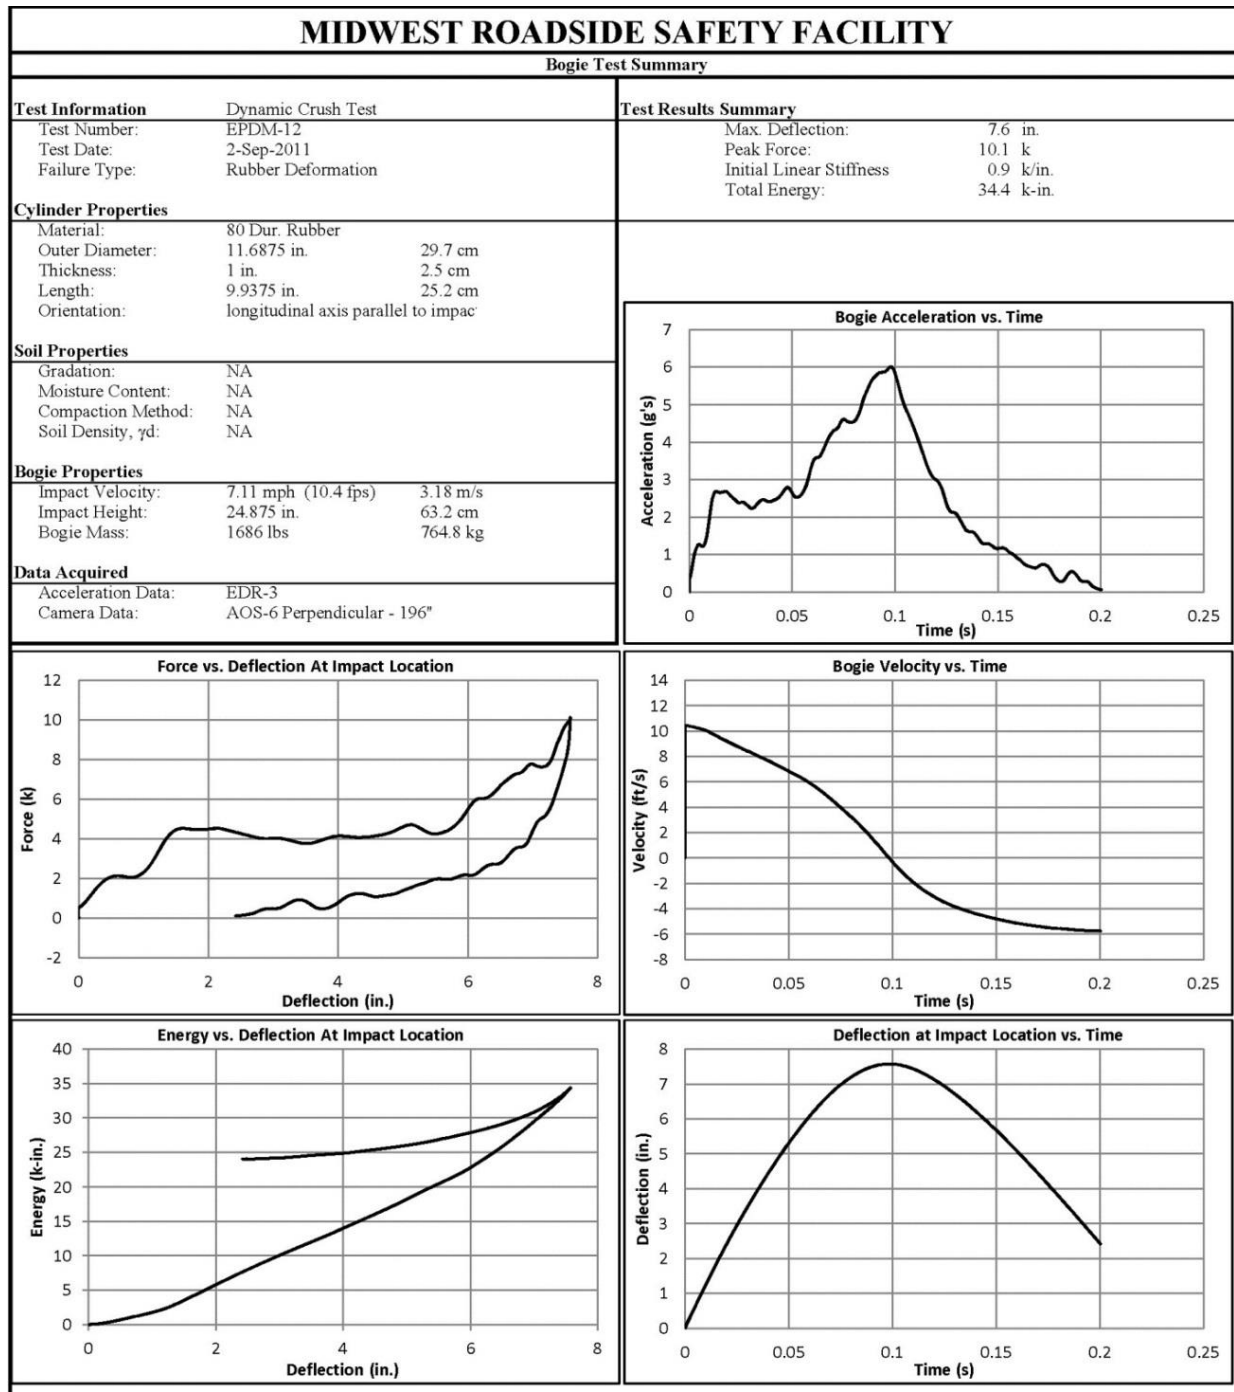 MIDWEST ROADSIDE SAFETY FACILITY
Bogie Test Summary
Test Information Dynamic Crush Test
Test Number: EPDM-12
Test Date: 2-Sep-2011
Failure Type: Rubber Deformation
Cylinder Properties
Material: 80 Dur. Rubber
Outer Diameter: 11.6875 in. 29.7 cm
Thickness: 1 in. 2.5 cm
Length: 9.9375 in. 25.2 cm
Orientation: longitudinal axis parallel to impac
Soil Properties
Gradation: NA
Moisture Content: NA
Compaction Method: NA
Soil Density, γd: NA
Bogie Properties
Impact Velocity: 7.11 mph (10.4 fps) 3.18 m/s
Impact Height: 24.875 in. 63.2 cm
Bogie Mass: 1686 lbs 764.8 kg
Data Acquired
Acceleration Data: EDR-3
Camera Data: AOS-6 Perpendicular - 196"
Test Results Summary
Max. Deflection: 7.6 in.
Peak Force: 10.1 k
Initial Linear Stiffness 0.9 k/in.
Total Energy: 34.4 k-in.
Bogie Acceleration vs. Time
Acceleration (g's)
7
6
5
4
3
2
1
0
0 0.05 0.1 0.15 0.2 0.25
Time (s)
Force vs. Deflection At Impact Location
Force (k)
12
10
8
6
4
2
0
-2
0 2 4 6 8
Deflection (in.)
Bogie Velocity vs. Time
Velocity (ft/s)
14
12
10
8
6
4
2
0
-2
-4
-6
-8
0 0.05 0.1 0.15 0.2 0.25
Time (s)
Energy vs. Deflection At Impact Location
Energy (k-in.)
40
35
30
25
20
15
10
5
0
0 2 4 6 8
Deflection (in.)
Deflection at Impact Location vs. Time
Deflection (in.)
8
7
6
5
4
3
2
1
0
0 0.05 0.1 0.15 0.2 0.25
Time (s)